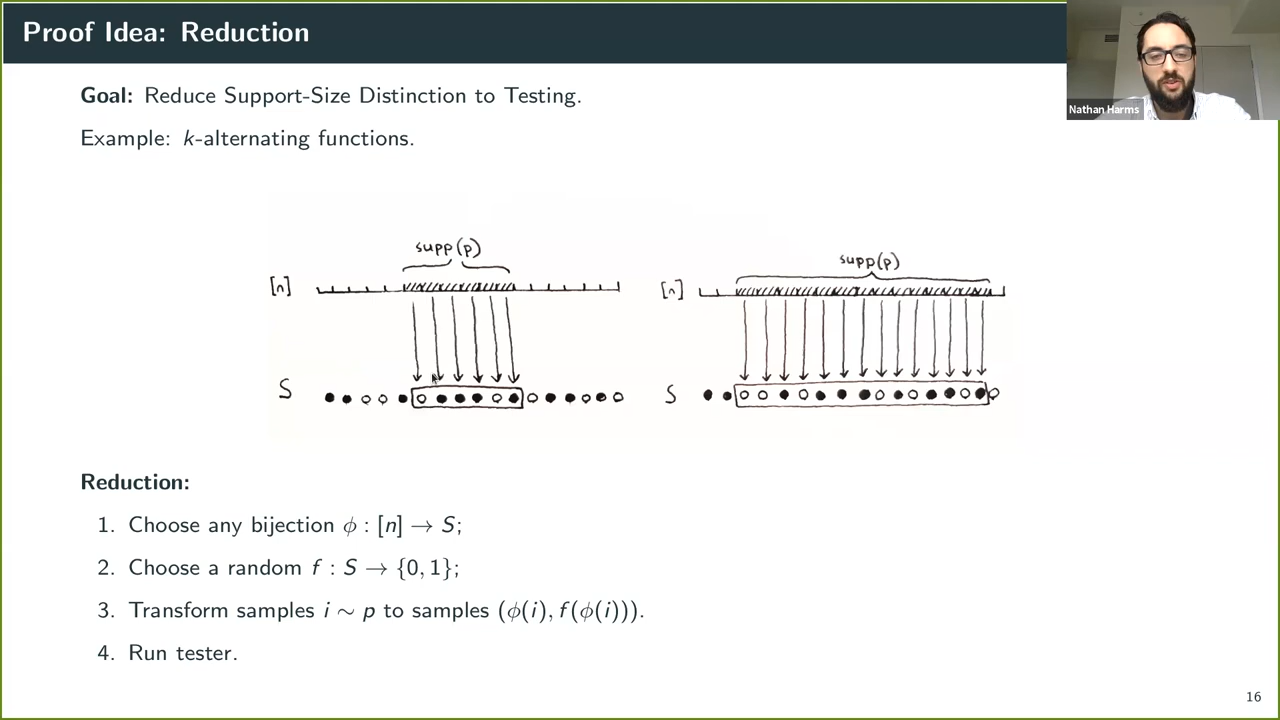 Proof Idea: Reduction
Nathan Harms
Goal: Reduce Support-Size Distinction to Testing.
Example: k-alternating functions.
supp(p)
supp(p)
[n]
[n]
S
S
Reduction:
1. Choose any bijection ϕ : [n] → S;
2. Choose a random f : S → {0, 1};
3. Transform samples i ∼ p to samples (ϕ(i), f(ϕ(i))).
4. Run tester.
16